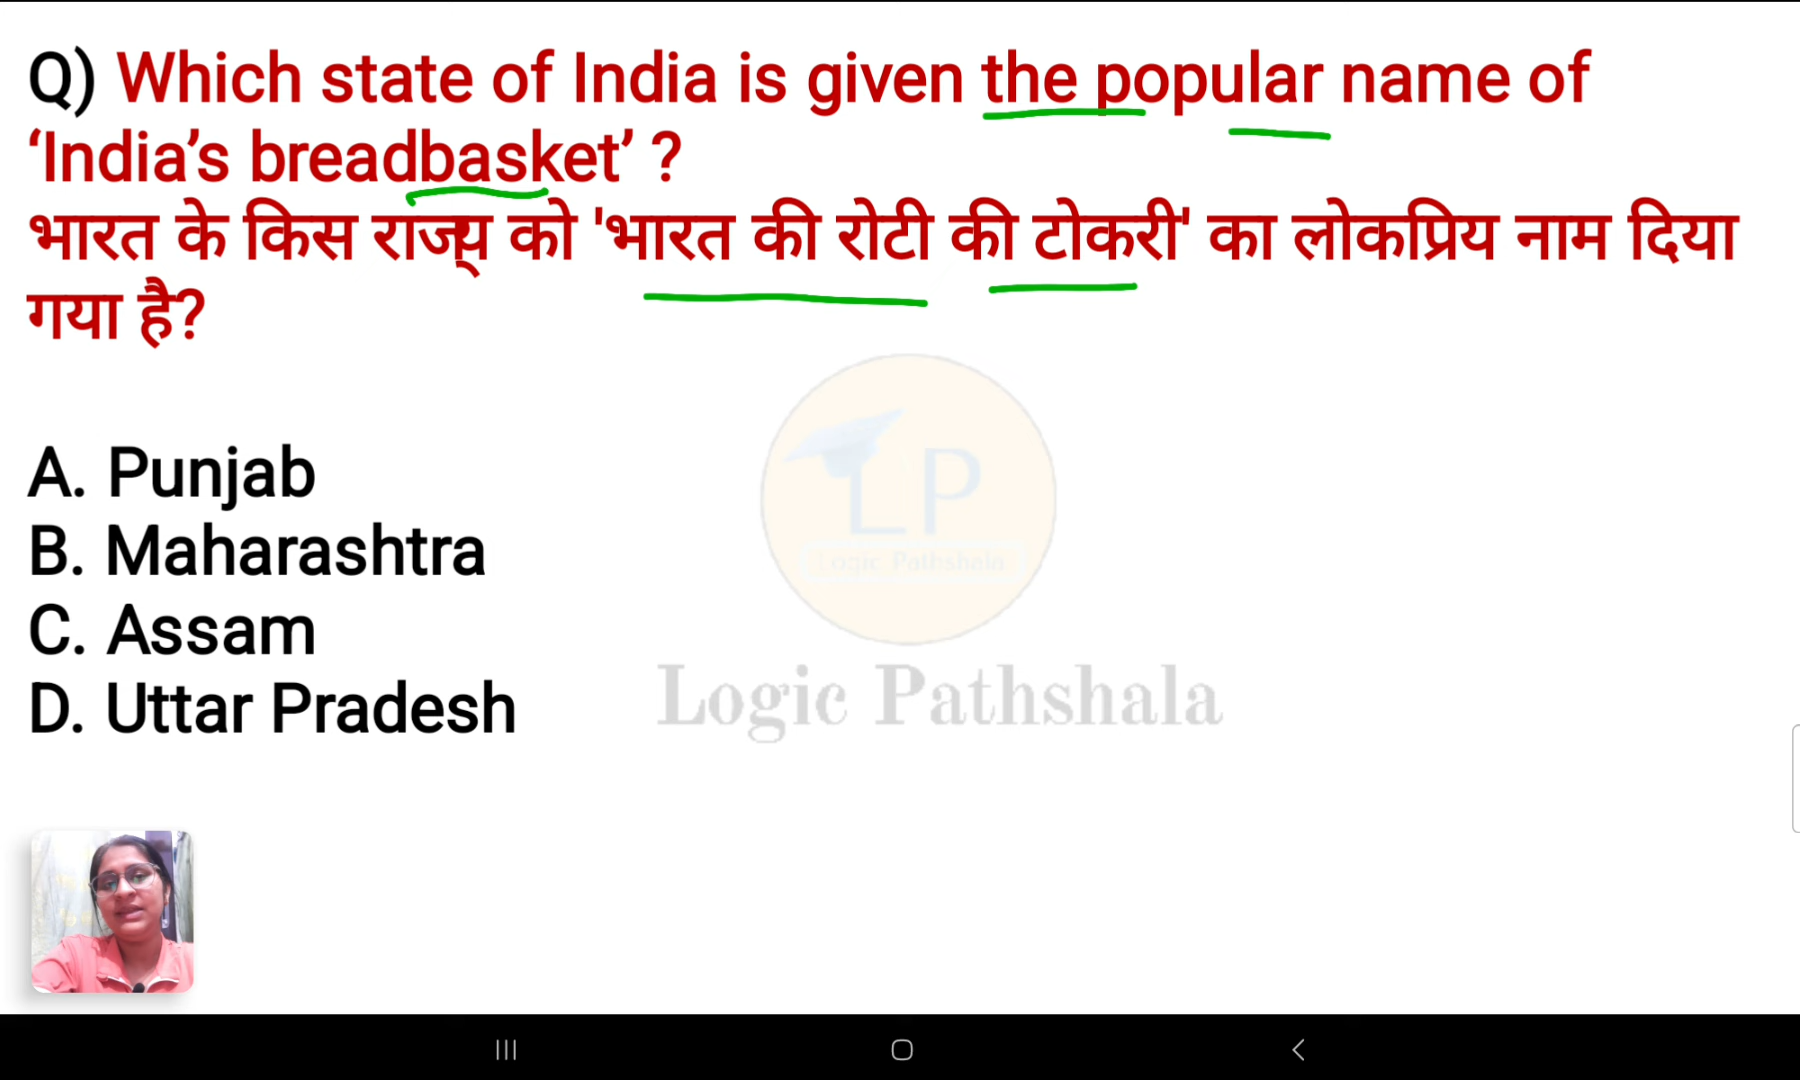 Q) Which state of India is given the popular name of
‘India’s breadbasket’ ?
भारत के किस राज्य को 'भारत की रोटी की टोकरी' का लोकप्रिय नाम दिया
गया है?
A. Punjab
B. Maharashtra
C. Assam
D. Uttar Pradesh
LP
Logic Pathshala
Logic Pathshala